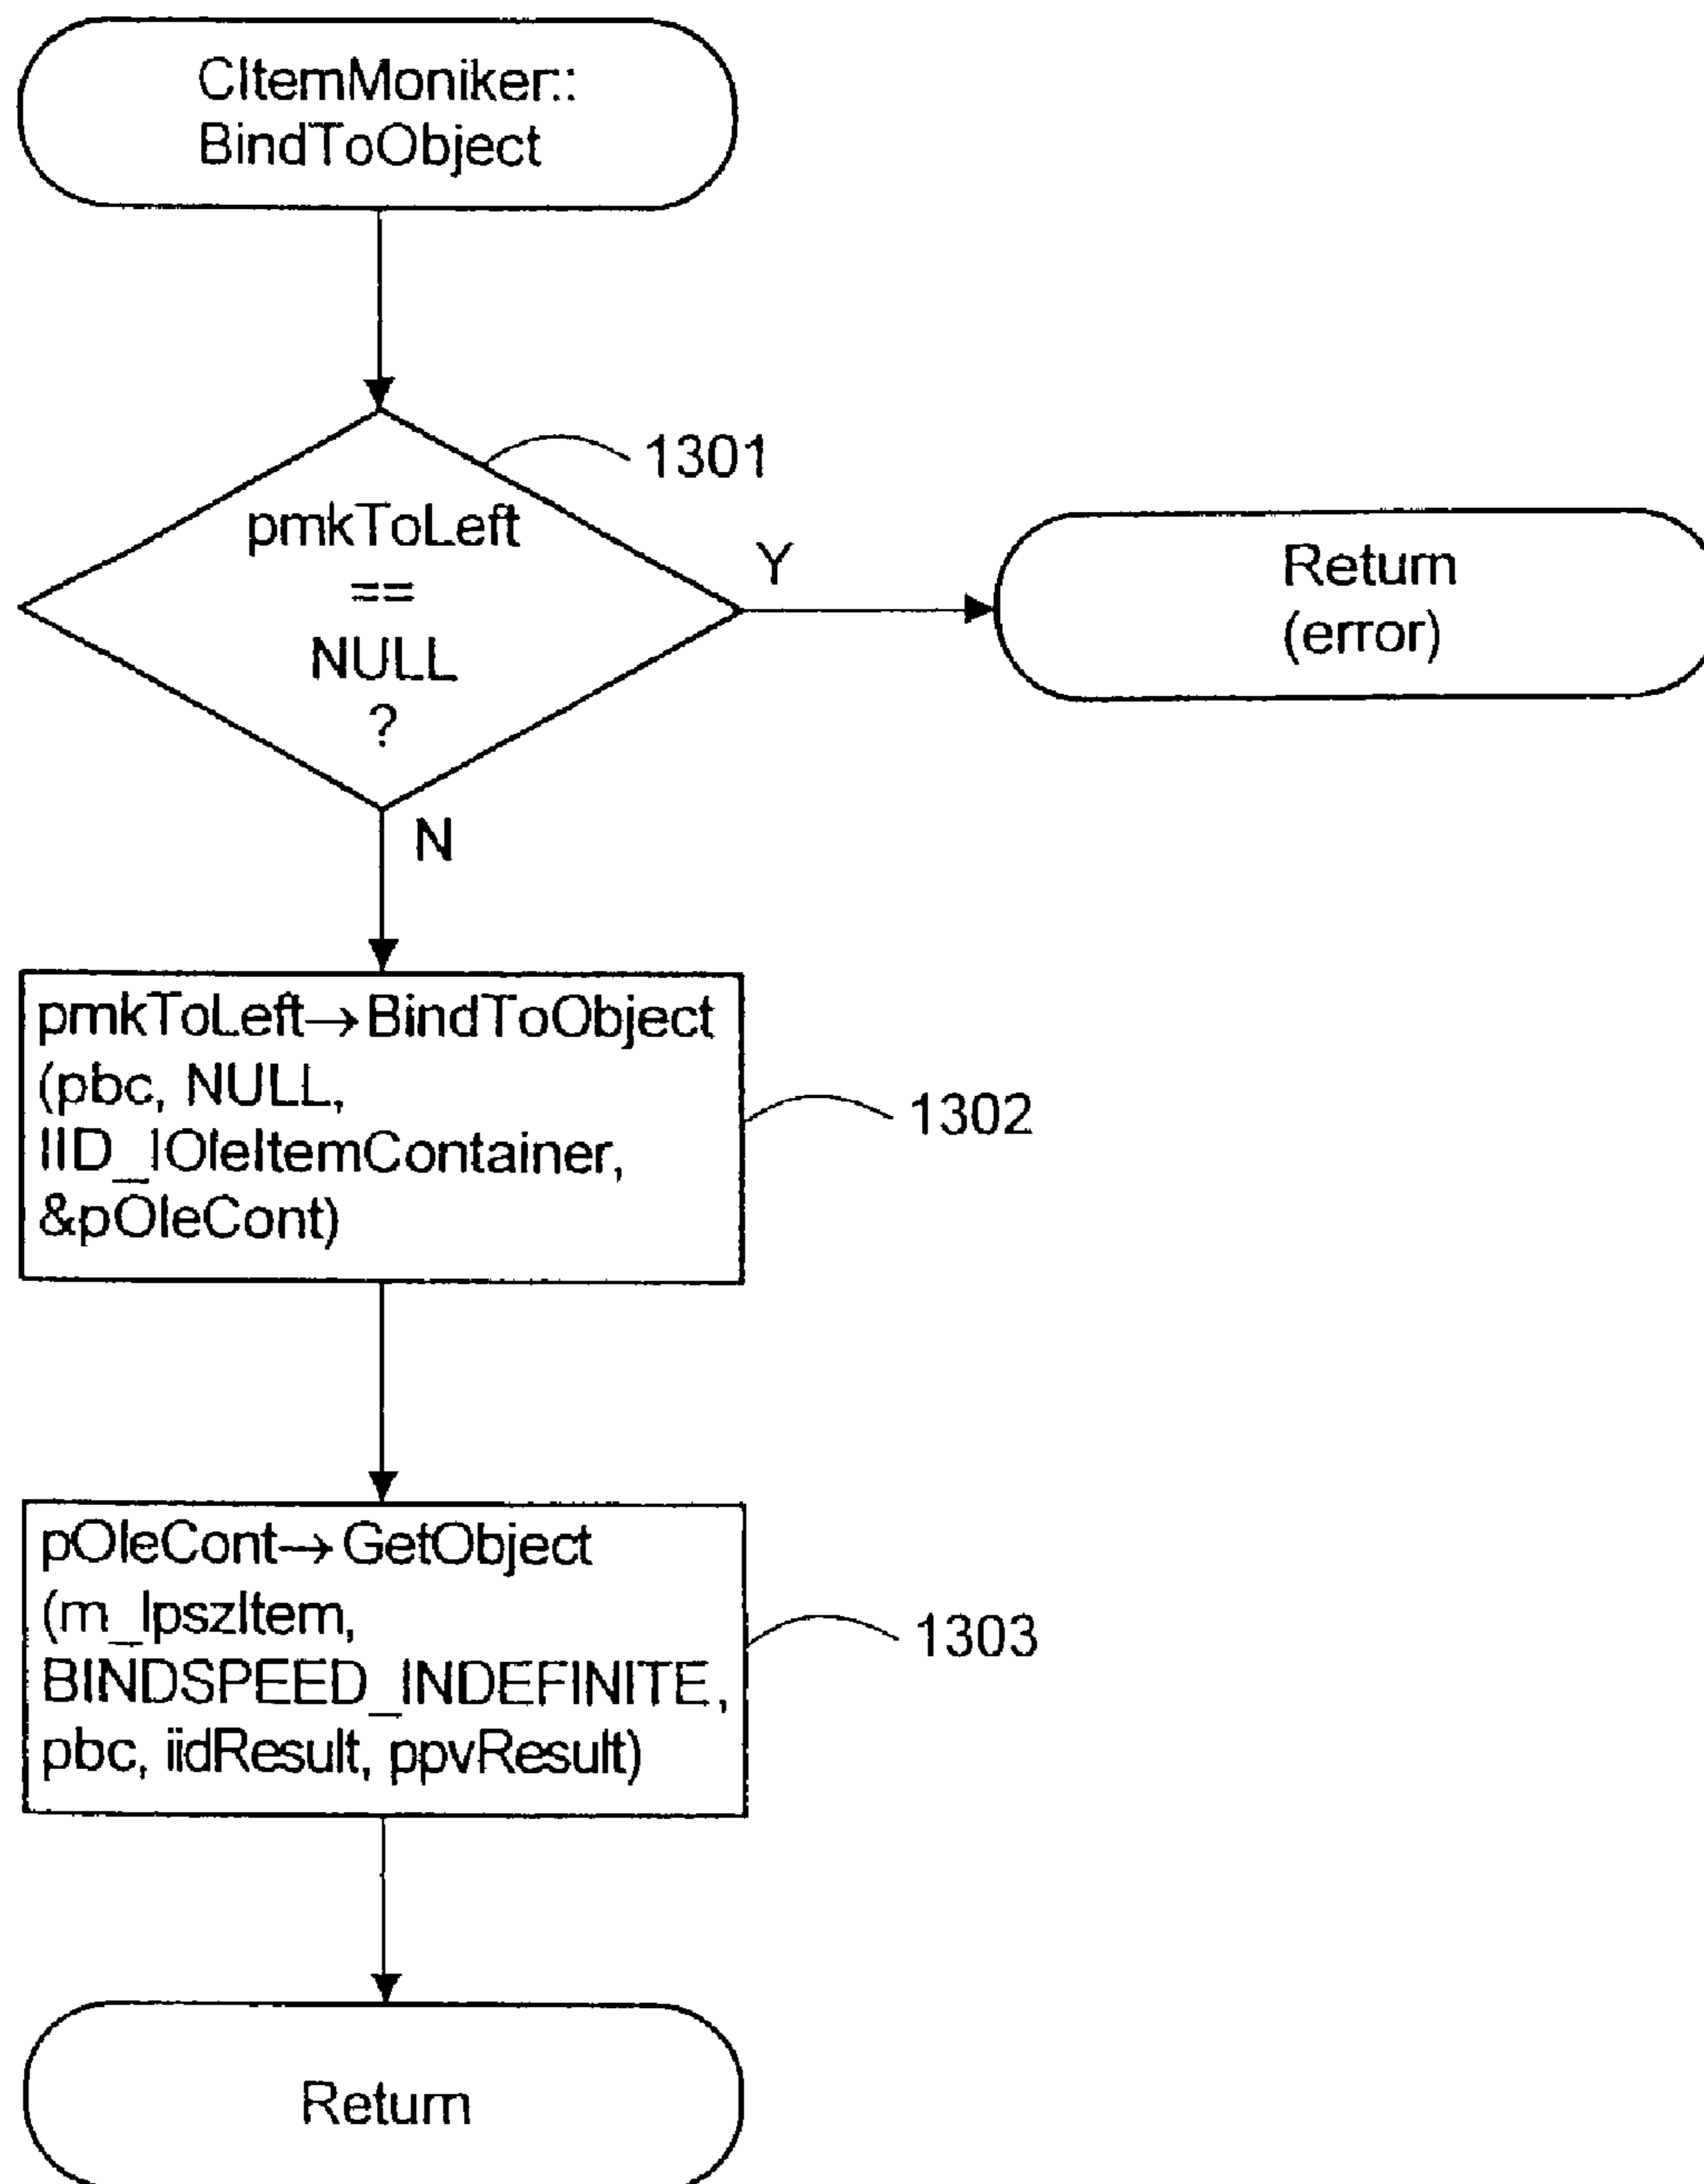 CItemMoniker::
BindToObject
1301
pmkToLeft
==
NULL
?
Y
Return
(error)
N
pmkToLeft→BindToObject
(pbc, NULL,
IID_IOleItemContainer,
&pOleCont)
1302
pOleCont→GetObject
(m_lpszItem,
BINDSPEED_INDEFINITE,
pbc, iidResult, ppvResult)
1303
Return